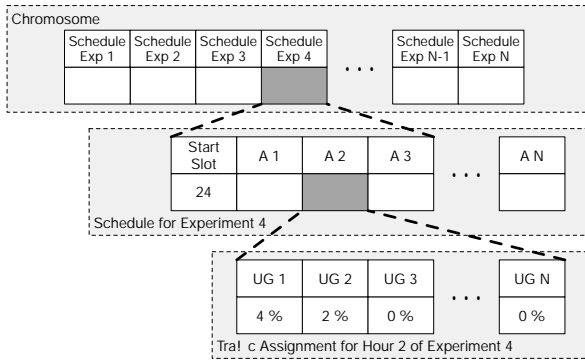 Chromosome
Schedule Exp 1
Schedule Exp 2
Schedule Exp 3
Schedule Exp 4
. . .
Schedule Exp N-1
Schedule Exp N
Start Slot
A 1
A 2
A 3
. . .
A N
24
Schedule for Experiment 4
UG 1
UG 2
UG 3
. . .
UG N
4 %
2 %
0 %
0 %
Tra! c Assignment for Hour 2 of Experiment 4